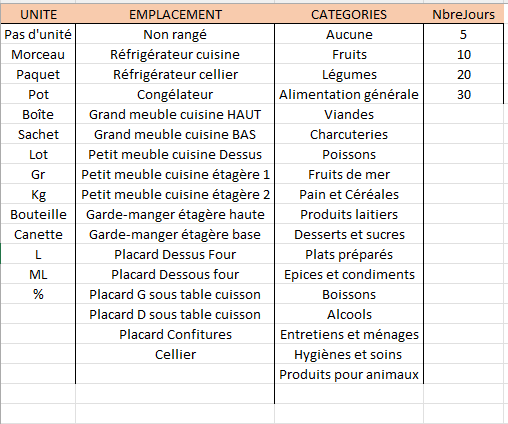 UNITE EMPLACEMENT CATEGORIES NbreJours
Pas d'unité Non rangé Aucune 5
Morceau Réfrigérateur cuisine Fruits 10
Paquet Réfrigérateur cellier Légumes 20
Pot Congélateur Alimentation générale 30
Boîte Grand meuble cuisine HAUT Viandes
Sachet Grand meuble cuisine BAS Charcuteries
Lot Petit meuble cuisine Dessus Poissons
Gr Petit meuble cuisine étagère 1 Fruits de mer
Kg Petit meuble cuisine étagère 2 Pain et Céréales
Bouteille Garde-manger étagère haute Produits laitiers
Canette Garde-manger étagère base Desserts et sucres
L Placard Dessus Four Plats préparés
ML Placard Dessous four Epices et condiments
% Placard G sous table cuisson Boissons
Placard D sous table cuisson Alcools
Placard Confitures Entretiens et ménages
Cellier Hygiènes et soins
Produits pour animaux